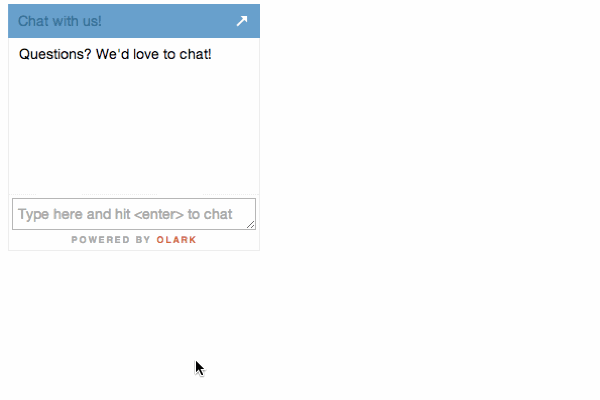 Chat with us!
Questions? We'd love to chat!
Type here and hit <enter> to chat
POWERED BY OLARK